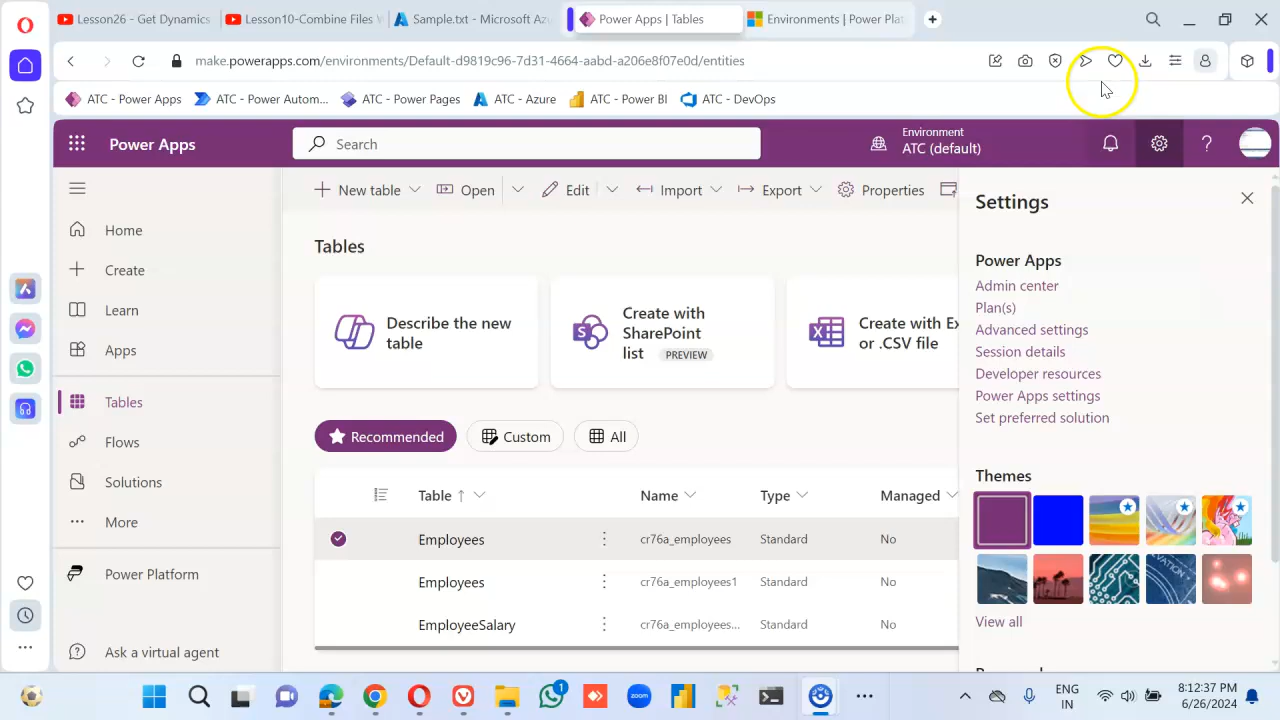 Lesson26 - Get Dynamics
Lesson10-Combine Files
Sample.txt - Microsoft Az
Power Apps | Tables
Environments | Power Plat
make.powerapps.com/environments/Default-d9819c96-7d31-4664-aabd-a206e8f0720d/entities
ATC - Power Apps
ATC - Power Autom...
ATC - Power Pages
ATC - Azure
ATC - Power BI
ATC - DevOps
Power Apps
Search
Environment
ATC (default)
New table
Open
Edit
Import
Export
Properties
Home
Create
Learn
Apps
Tables
Flows
Solutions
More
Power Platform
Ask a virtual agent
Tables
Describe the new
table
Create with
SharePoint
list PREVIEW
Create with Ex
or .CSV file
Recommended
Custom
All
Table ↑
Name
Type
Managed
Employees
cr76a_employees
Standard
No
Employees
cr76a_employees1
Standard
No
EmployeeSalary
cr76a_employees...
Standard
No
Settings
Power Apps
Admin center
Plan(s)
Advanced settings
Session details
Developer resources
Power Apps settings
Set preferred solution
Themes
View all
zoom
1
ENG
IN
8:12:37 PM
6/26/2024